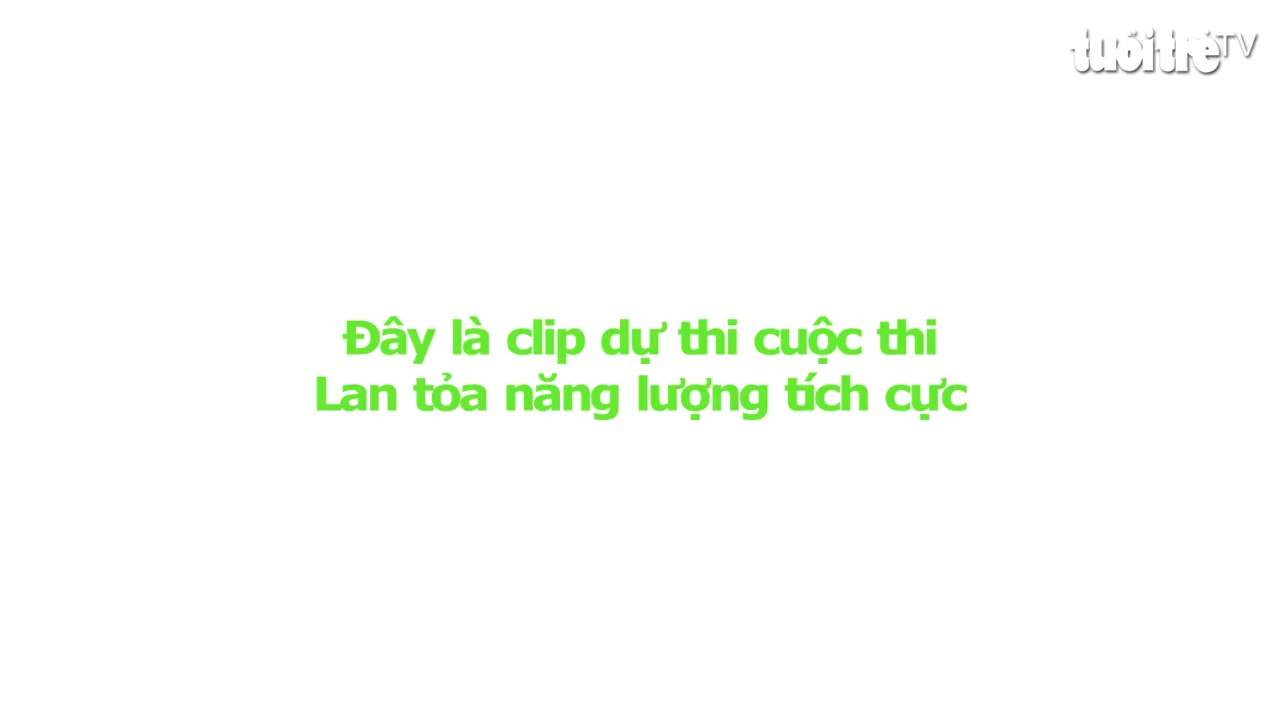 tuổi trẻ TV
Đây là clip dự thi cuộc thi
Lan tỏa năng lượng tích cực